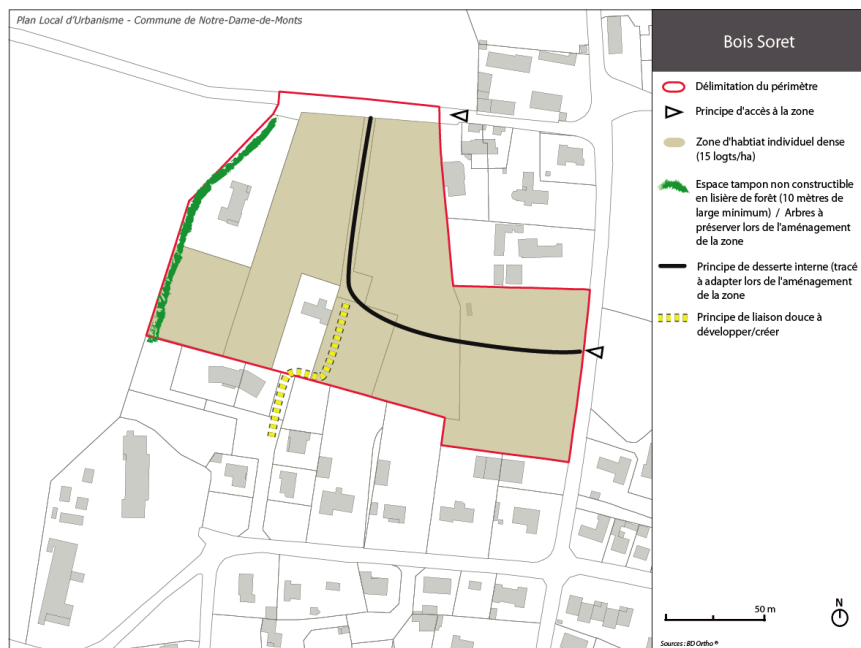 Plan Local d'Urbanisme - Commune de Notre-Dame-de-Monts
Bois Soret
Délimitation du périmètre
Principe d'accès à la zone
Zone d'habtiat individuel dense
(15 logts/ha)
Espace tampon non constructible
en lisière de forêt (10 mètres de
large minimum) / Arbres à
préserver lors de l'aménagement
de la zone
Principe de desserte interne (tracé
à adapter lors de l'aménagement
de la zone
Principe de liaison douce à
développer/créer
50 m
N
Sources : BD Ortho ®